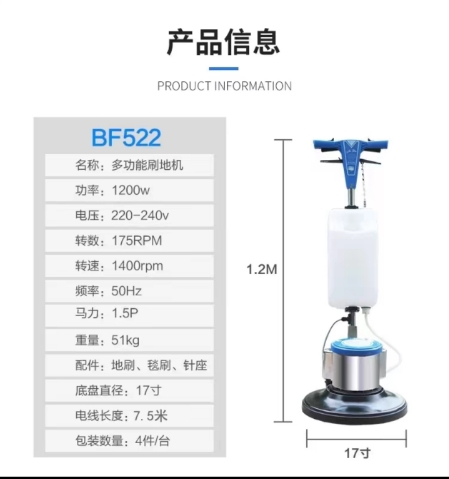 产品信息
PRODUCT INFORMATION
BF522
名称：多功能刷地机
功率：1200w
电压：220-240v
转数：175RPM
转速：1400rpm
频率：50Hz
马力：1.5P
重量：51kg
配件：地刷、毯刷、针座
底盘直径：17寸
电线长度：7.5米
包装数量：4件/台
1.2M
17寸